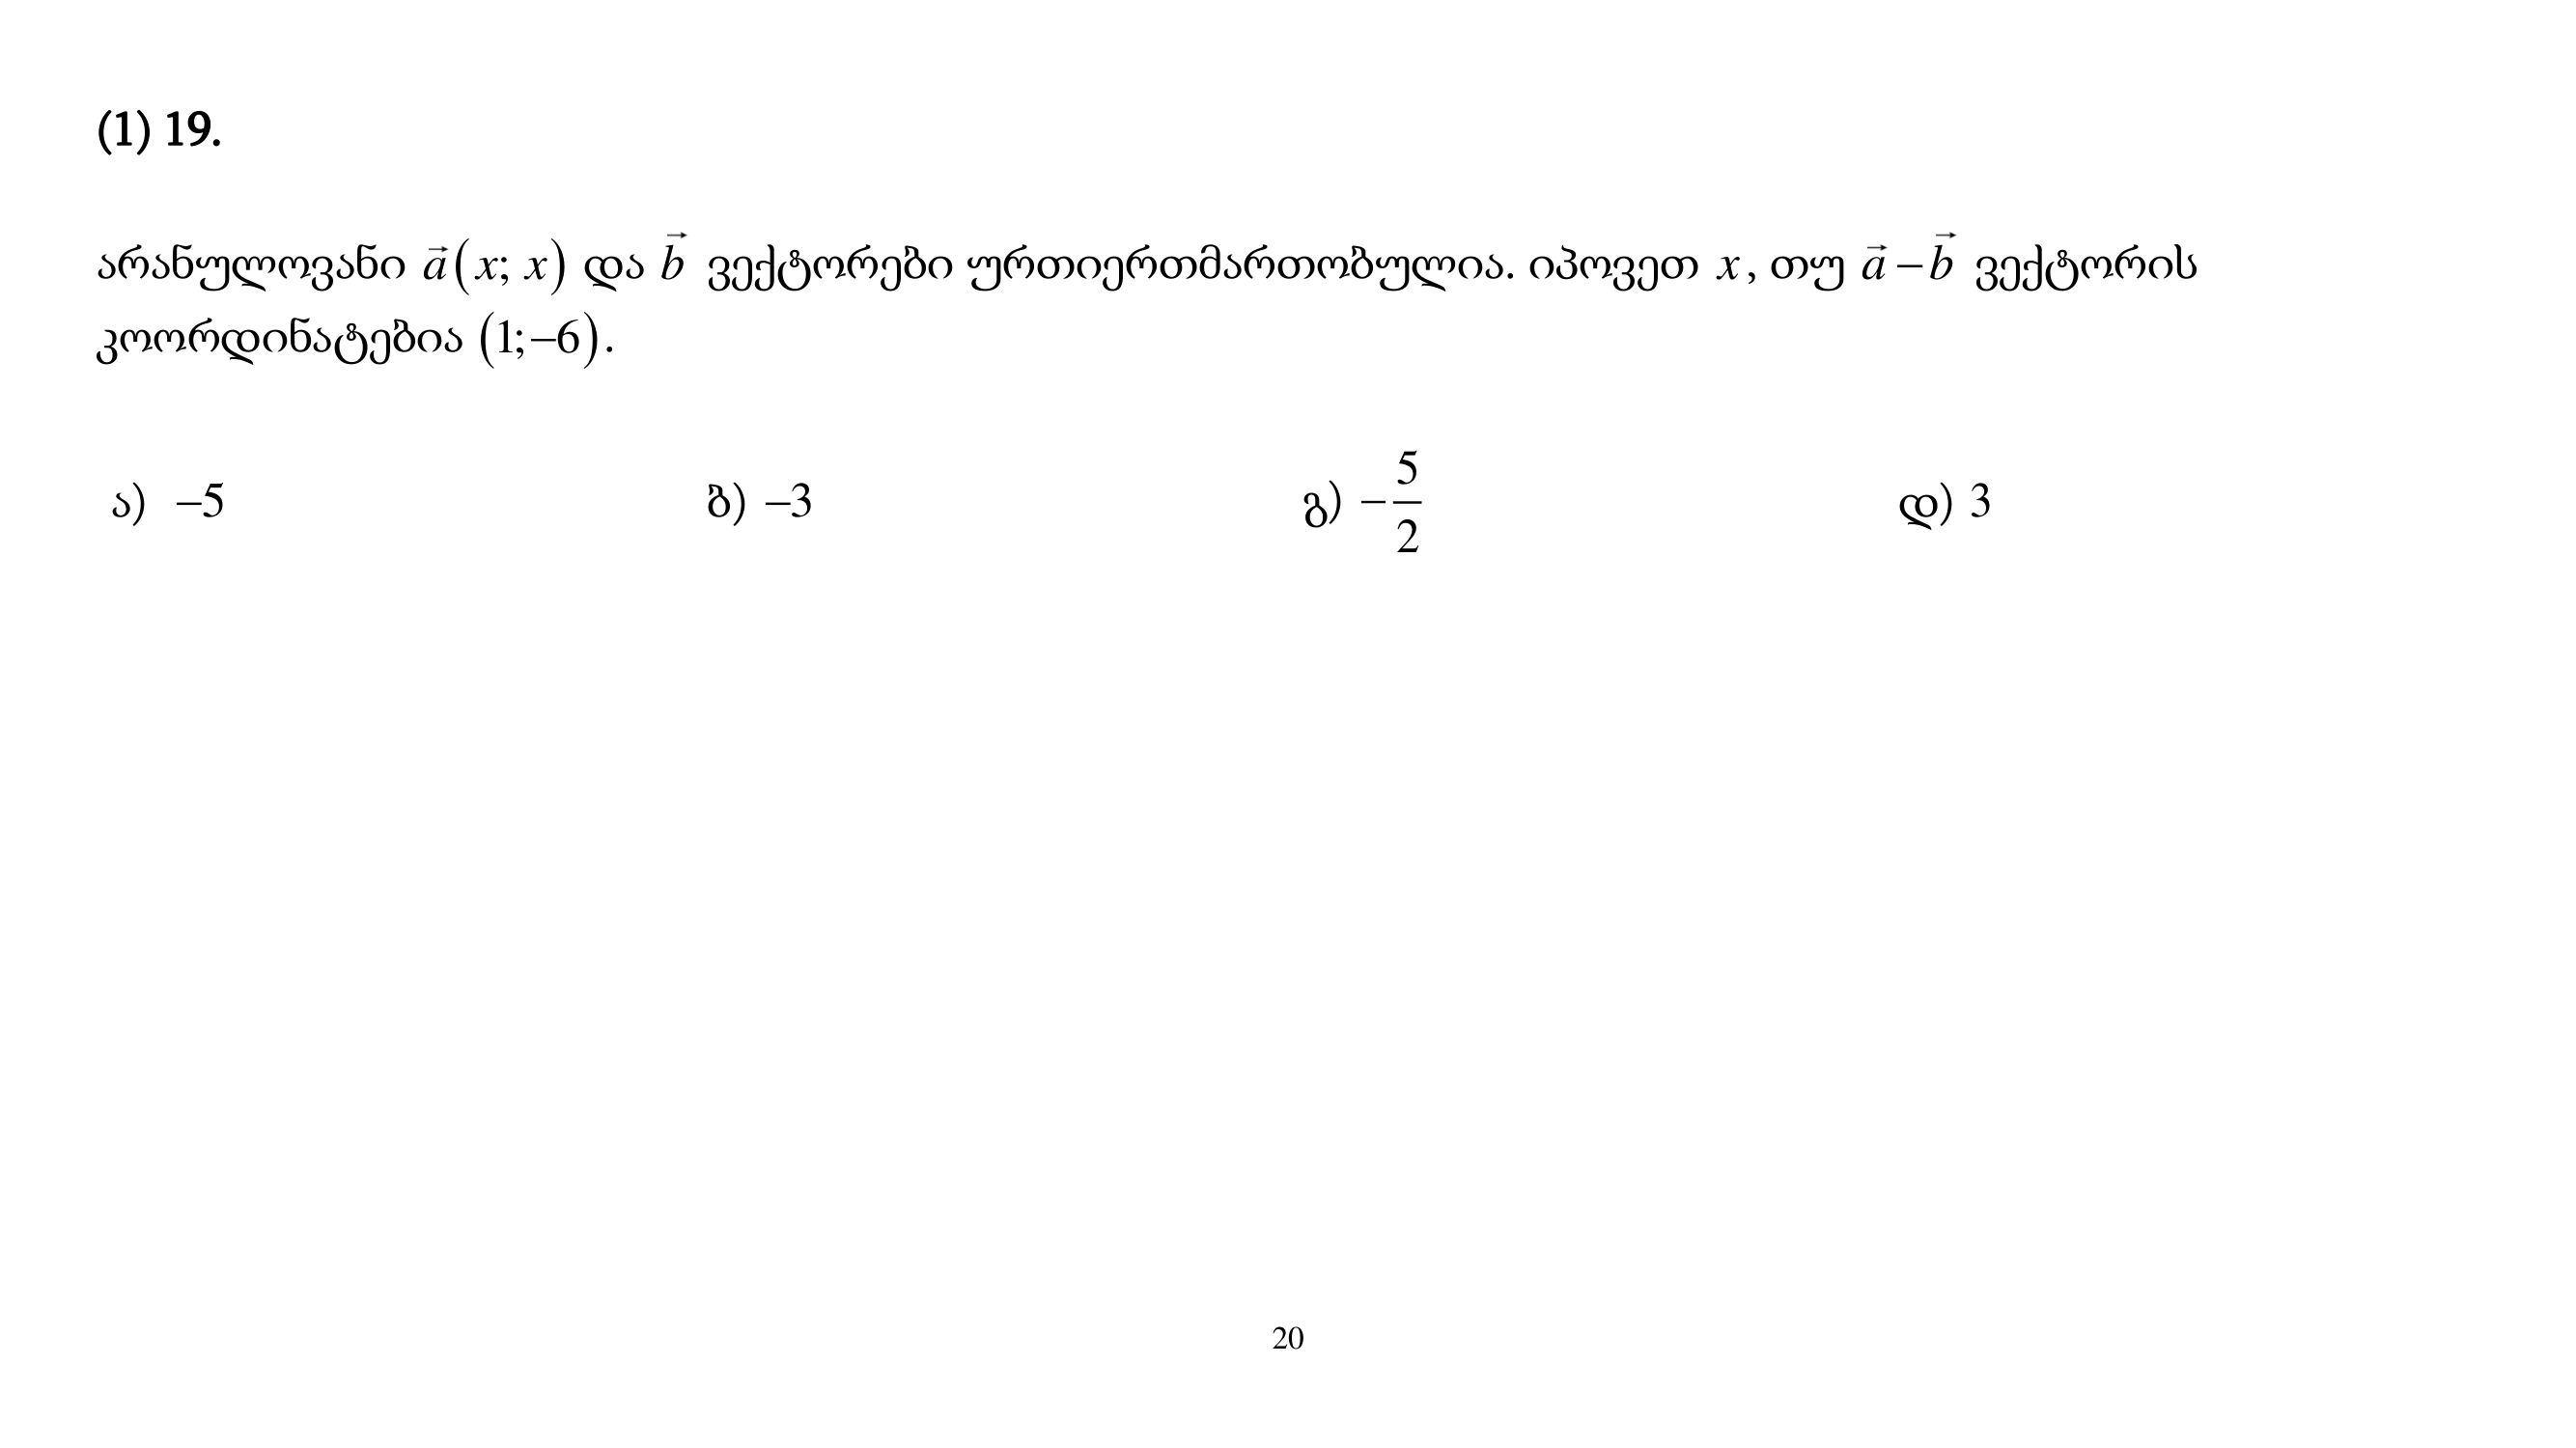 (1) 19.
არანულოვანი $\vec{a}(x; x)$ და $\vec{b}$ ვექტორები ურთიერთმართობულია. იპოვეთ $x$, თუ $\vec{a}-\vec{b}$ ვექტორის
კოორდინატებია $(1;-6)$.
ა) $-5$ ბ) $-3$ გ) $-\frac{5}{2}$ დ) $3$
20